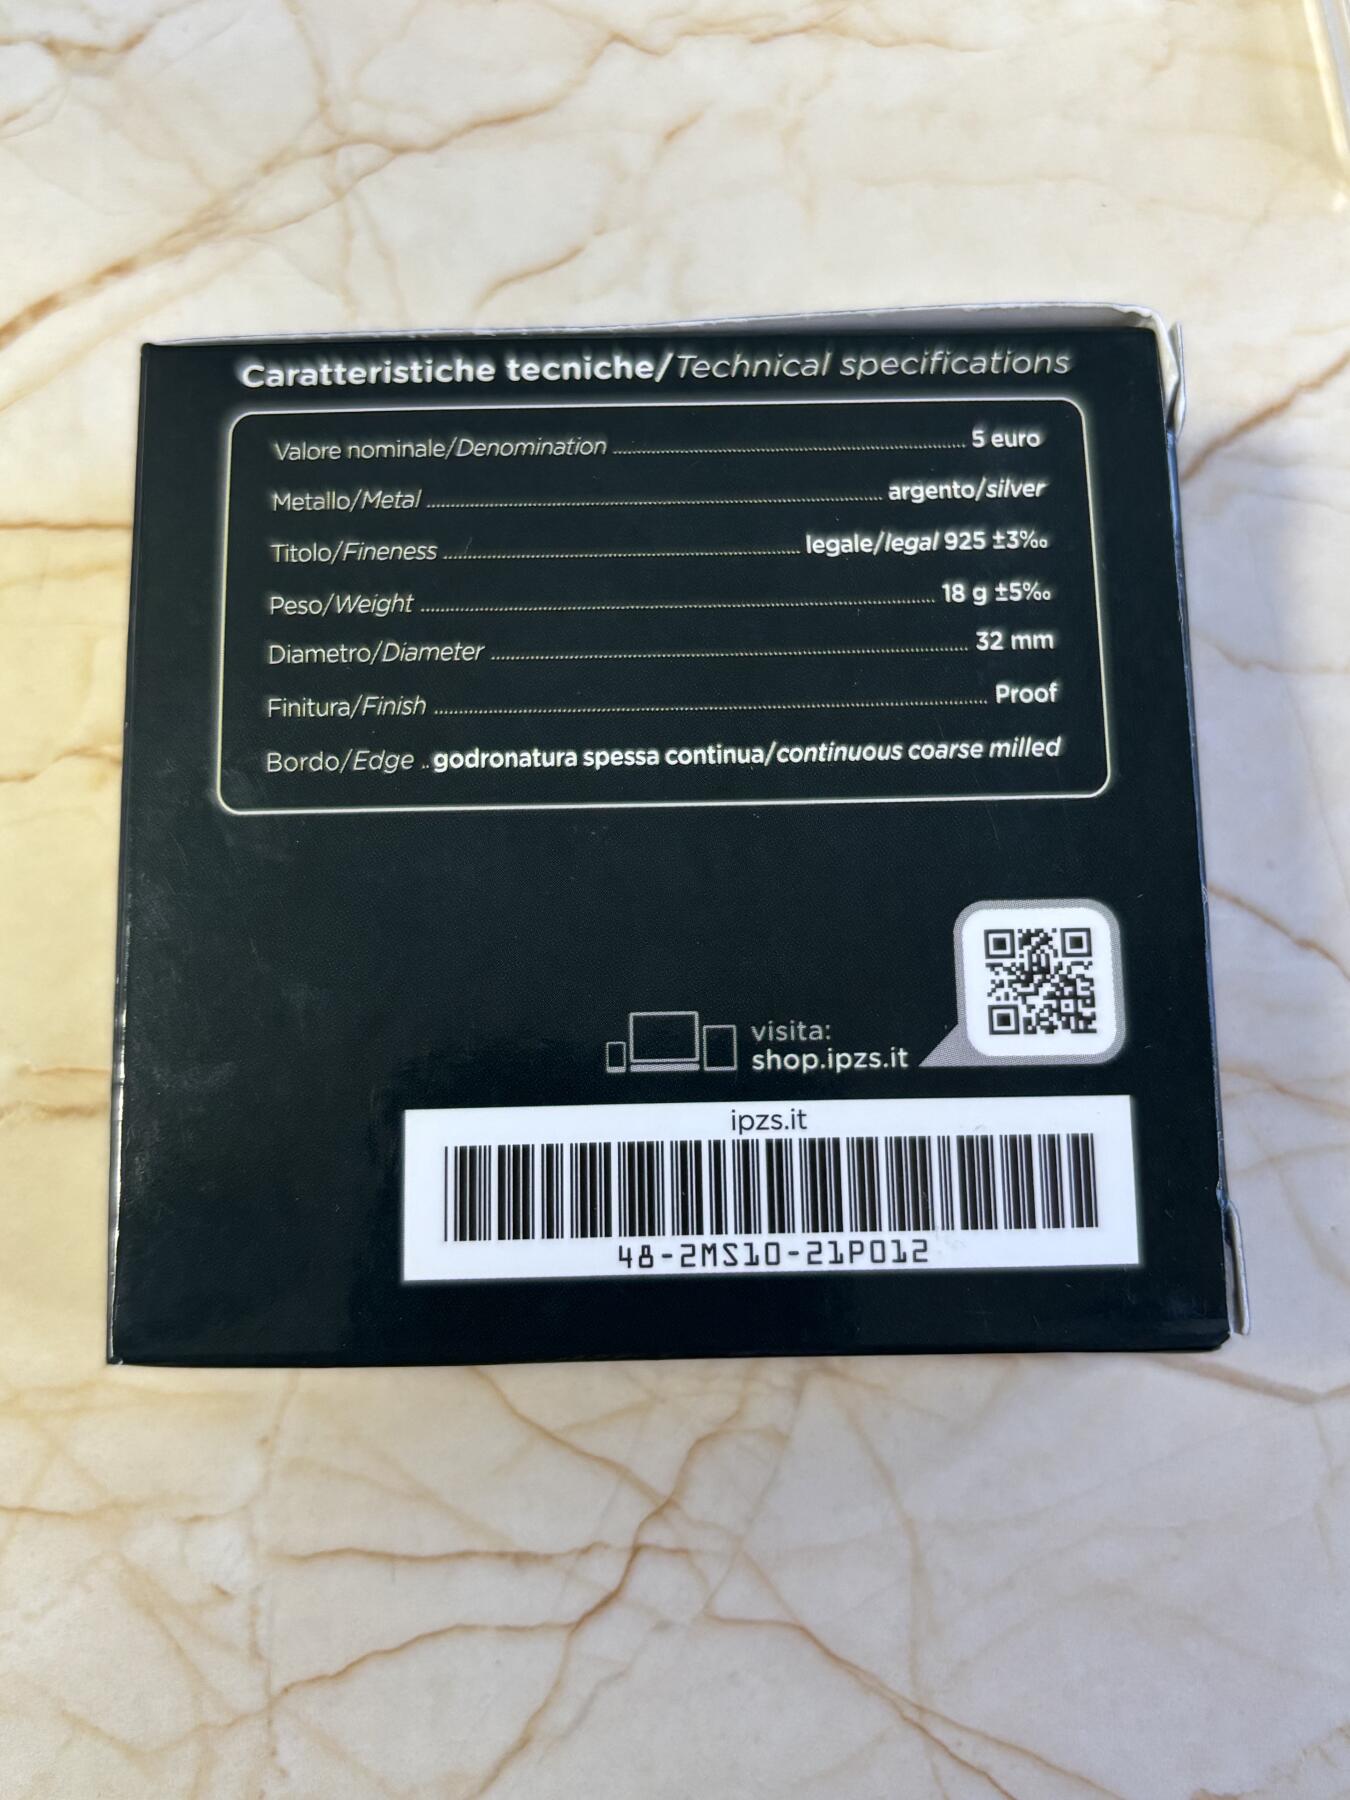 Caratteristiche tecniche/Technical specifications
Valore nominale/Denomination ........ 5 euro
Metallo/Metal ........ argento/silver
Titolo/Fineness ........ legale/legal 925 ±3‰
Peso/Weight ........ 18 g ±5‰
Diametro/Diameter ........ 32 mm
Finitura/Finish ........ Proof
Bordo/Edge .. godronatura spessa continua/continuous coarse milled
visita:
shop.ipzs.it
ipzs.it
48-2MS10-21P012